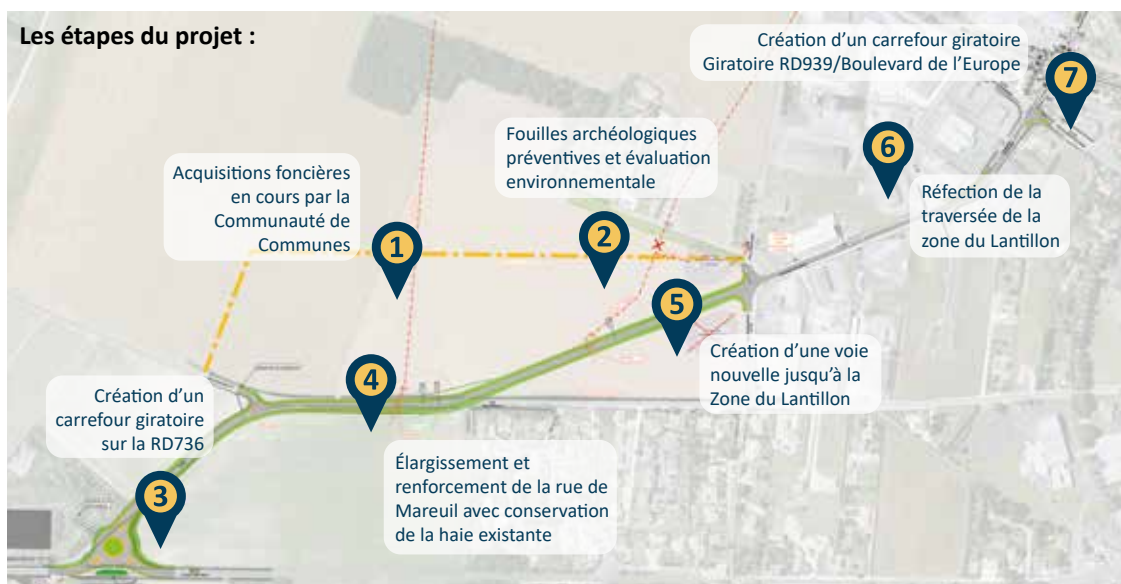 Les étapes du projet :
Création d'un carrefour giratoire
Giratoire RD939/Boulevard de l'Europe
7
6
Fouilles archéologiques
préventives et évaluation
environnementale
Acquisitions foncières
en cours par la
Communauté de
Communes
Réfection de la
traversée de la
zone du Lantillon
1
2
5
Création d'une voie
nouvelle jusqu'à la
Zone du Lantillon
4
Création d'un
carrefour giratoire
sur la RD736
Élargissement et
renforcement de la rue de
Mareuil avec conservation
de la haie existante
3